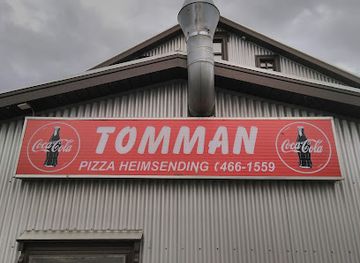 TOMMAN
Coca-Cola
Coca-Cola
PIZZA HEIMSENDING (466-1559